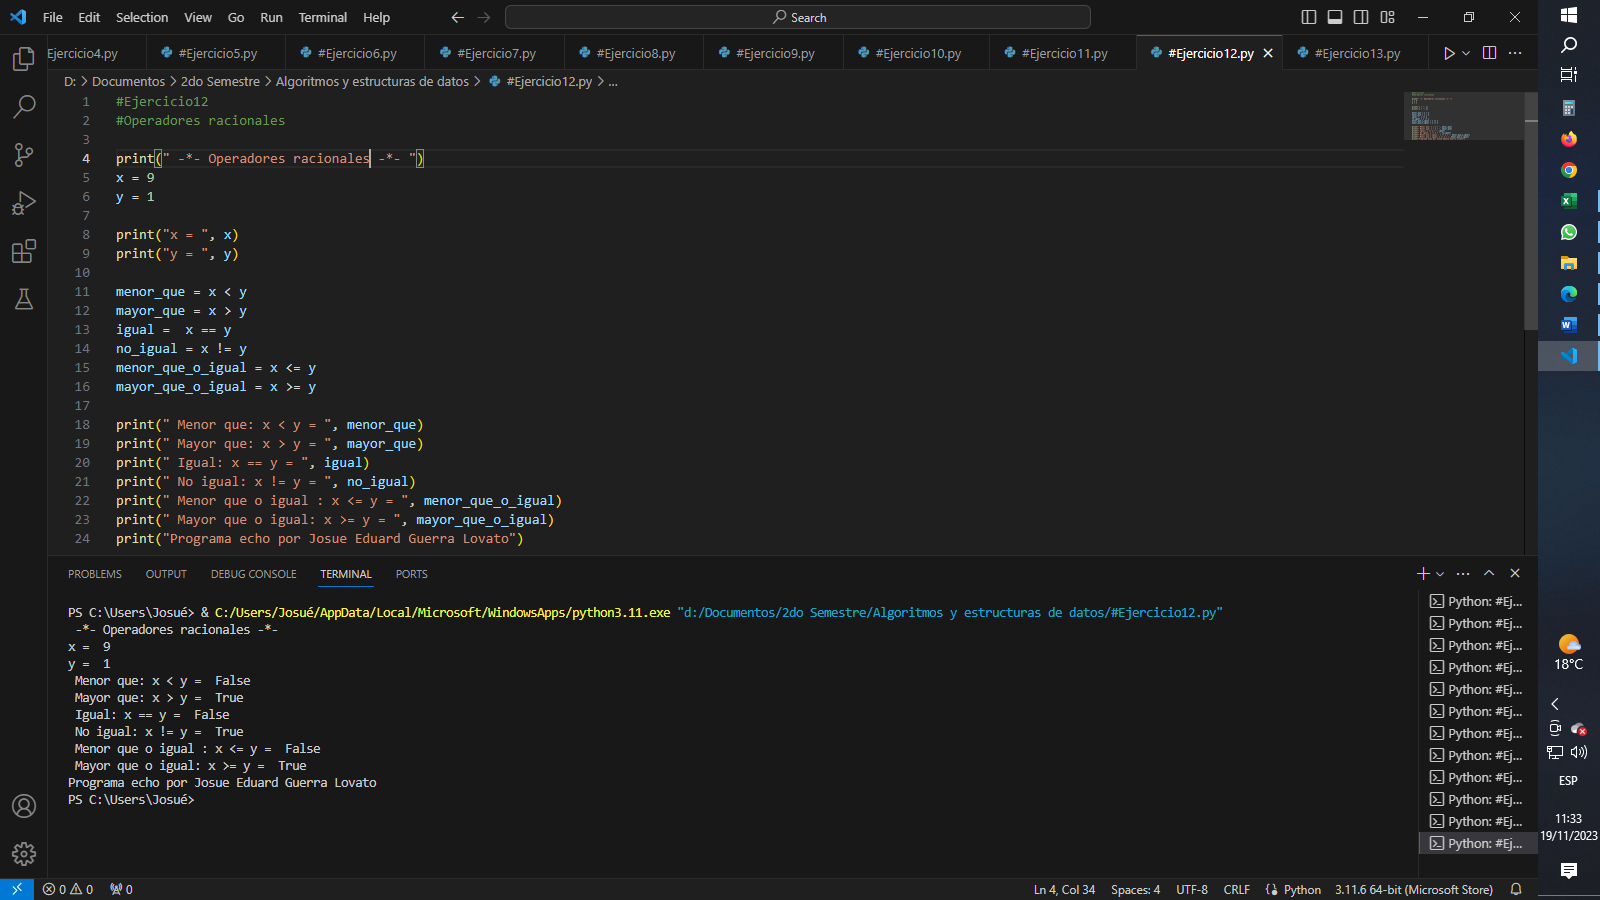 File Edit Selection View Go Run Terminal Help
Search
Ejercicio4.py #Ejercicio5.py #Ejercicio6.py #Ejercicio7.py #Ejercicio8.py #Ejercicio9.py #Ejercicio10.py #Ejercicio11.py #Ejercicio12.py #Ejercicio13.py
D: > Documentos > 2do Semestre > Algoritmos y estructuras de datos > #Ejercicio12.py > ...
1 #Ejercicio12
2 #Operadores racionales
3
4 print(" -*- Operadores racionales -*- ")
5 x = 9
6 y = 1
7
8 print("x = ", x)
9 print("y = ", y)
10
11 menor_que = x < y
12 mayor_que = x > y
13 igual =  x == y
14 no_igual = x != y
15 menor_que_o_igual = x <= y
16 mayor_que_o_igual = x >= y
17
18 print(" Menor que: x < y = ", menor_que)
19 print(" Mayor que: x > y = ", mayor_que)
20 print(" Igual: x == y = ", igual)
21 print(" No igual: x != y = ", no_igual)
22 print(" Menor que o igual : x <= y = ", menor_que_o_igual)
23 print(" Mayor que o igual: x >= y = ", mayor_que_o_igual)
24 print("Programa echo por Josue Eduard Guerra Lovato")
PROBLEMS OUTPUT DEBUG CONSOLE TERMINAL PORTS
PS C:\Users\Josué> & C:/Users/Josué/AppData/Local/Microsoft/WindowsApps/python3.11.exe "d:/Documentos/2do Semestre/Algoritmos y estructuras de datos/#Ejercicio12.py"
 -*- Operadores racionales -*-
x =  9
y =  1
 Menor que: x < y =  False
 Mayor que: x > y =  True
 Igual: x == y =  False
 No igual: x != y =  True
 Menor que o igual : x <= y =  False
 Mayor que o igual: x >= y =  True
Programa echo por Josue Eduard Guerra Lovato
PS C:\Users\Josué>
Python: #Ej...
Python: #Ej...
Python: #Ej...
Python: #Ej...
Python: #Ej...
Python: #Ej...
Python: #Ej...
Python: #Ej...
Python: #Ej...
Python: #Ej...
Python: #Ej...
Python: #Ej...
18°C
ESP
11:33
19/11/2023
0 0 0 Ln 4, Col 34 Spaces: 4 UTF-8 CRLF Python 3.11.6 64-bit (Microsoft Store)